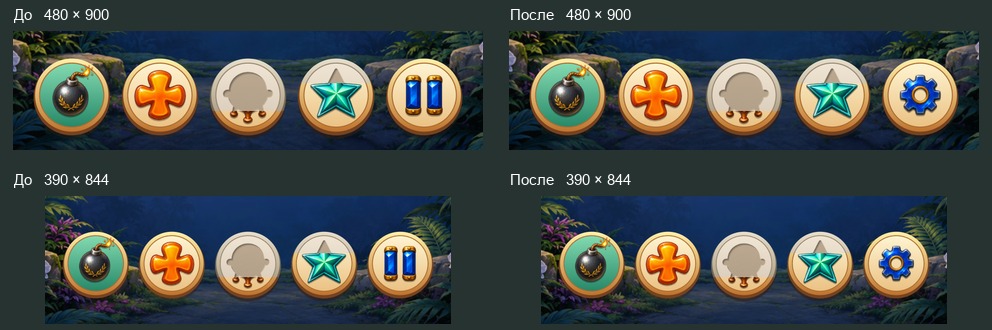 До 480 × 900
После 480 × 900
До 390 × 844
После 390 × 844